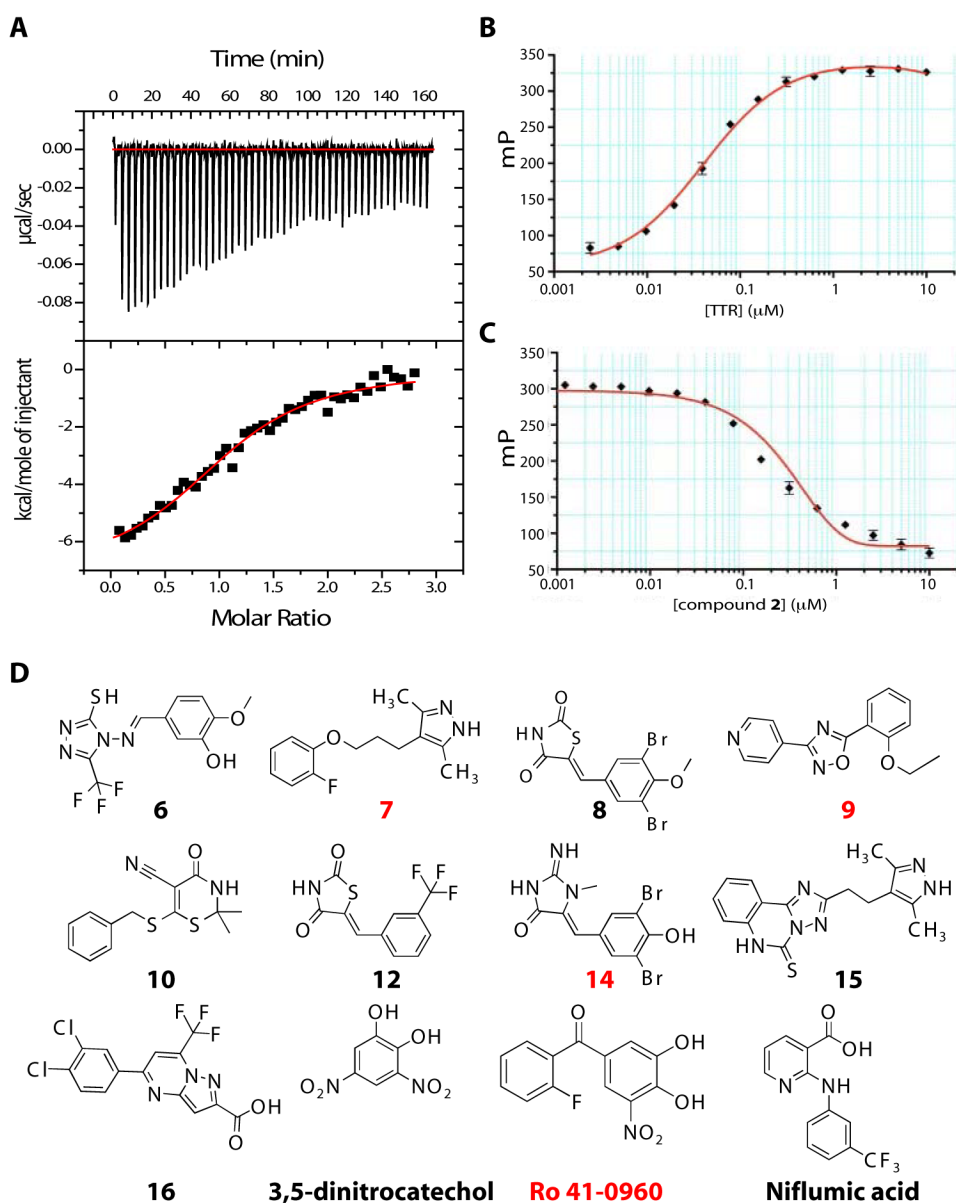 A
Time (min)
0 20 40 60 80 100 120 140 160
0.00
-0.02
-0.04
-0.06
-0.08
µcal/sec
0
-2
-4
-6
kcal/mole of injectant
0.0 0.5 1.0 1.5 2.0 2.5 3.0
Molar Ratio
B
350
300
250
200
150
100
50
mP
0.001 0.01 0.1 1 10
[TTR] (µM)
C
350
300
250
200
150
100
50
mP
0.001 0.01 0.1 1 10
[compound 2] (µM)
D
SH
N
N
N
N
O
OH
F
F
F
6
H3C
N
NH
CH3
O
F
7
O
HN
S
O
Br
O
Br
8
N
N
N
O
O
9
N
O
NH
S
S
10
O
HN
S
O
F
F
F
12
NH
HN
N
O
Br
OH
Br
14
H3C
N
NH
CH3
N
N
N
HN
S
15
Cl
Cl
F
F
F
N
N
N
OH
O
16
HO
OH
NO2
NO2
3,5-dinitrocatechol
O
F
OH
OH
NO2
Ro 41-0960
O
OH
N
NH
CF3
Niflumic acid